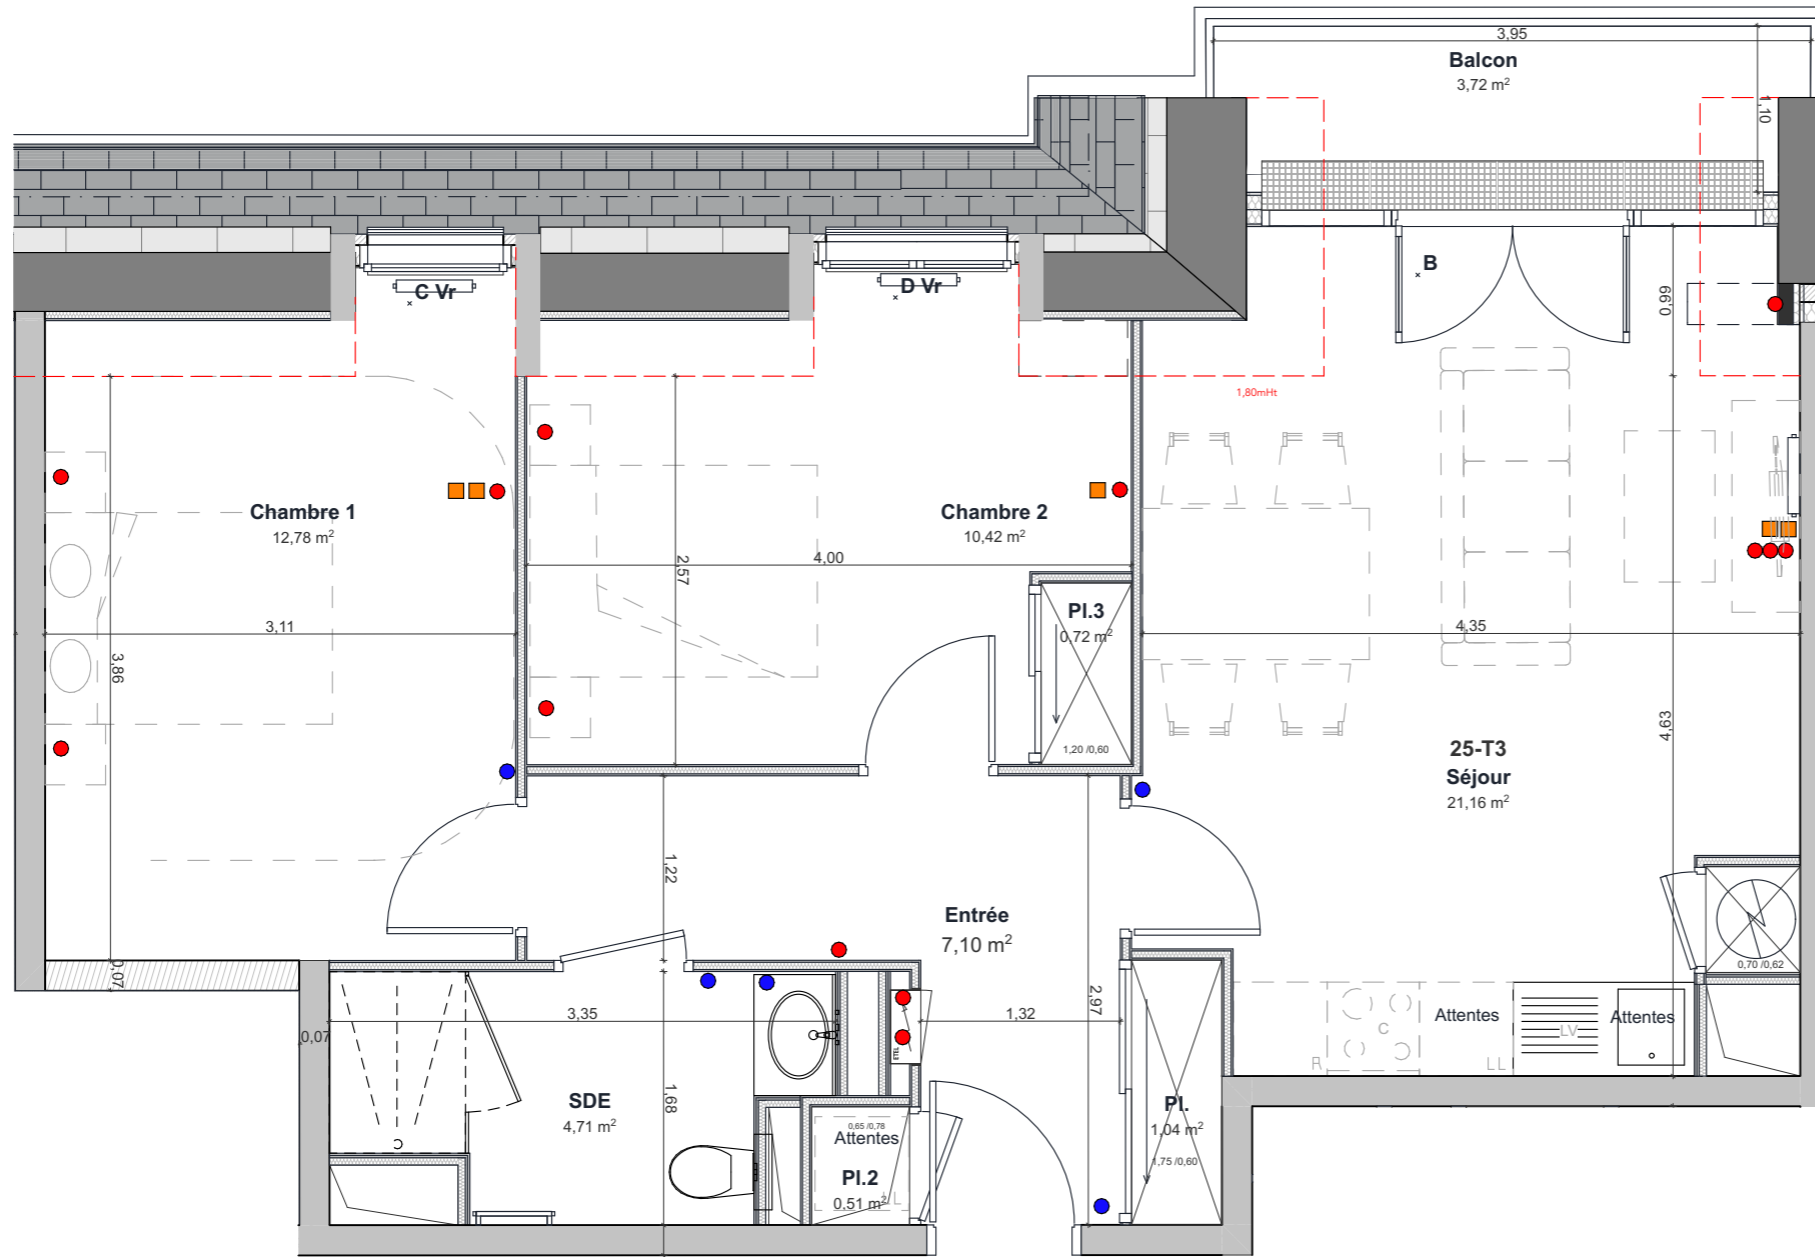 3,95
Balcon
3,72 m²
1,10
C Vr
D Vr
B
0,99
1,80mHt
Chambre 1
12,78 m²
Chambre 2
10,42 m²
4,00
2,57
Pl.3
0,72 m²
3,11
4,35
3,86
4,63
1,20 /0,60
25-T3
Séjour
21,16 m²
1,22
Entrée
7,10 m²
0,07
0,70 /0,62
2,97
3,35
1,32
0,07
Attentes
Attentes
C
LV
R
LL
1,68
SDE
4,71 m²
C
0,65 /0,78
Attentes
Pl.
1,04 m²
1,75 /0,60
Pl.2
0.51 m²
LL